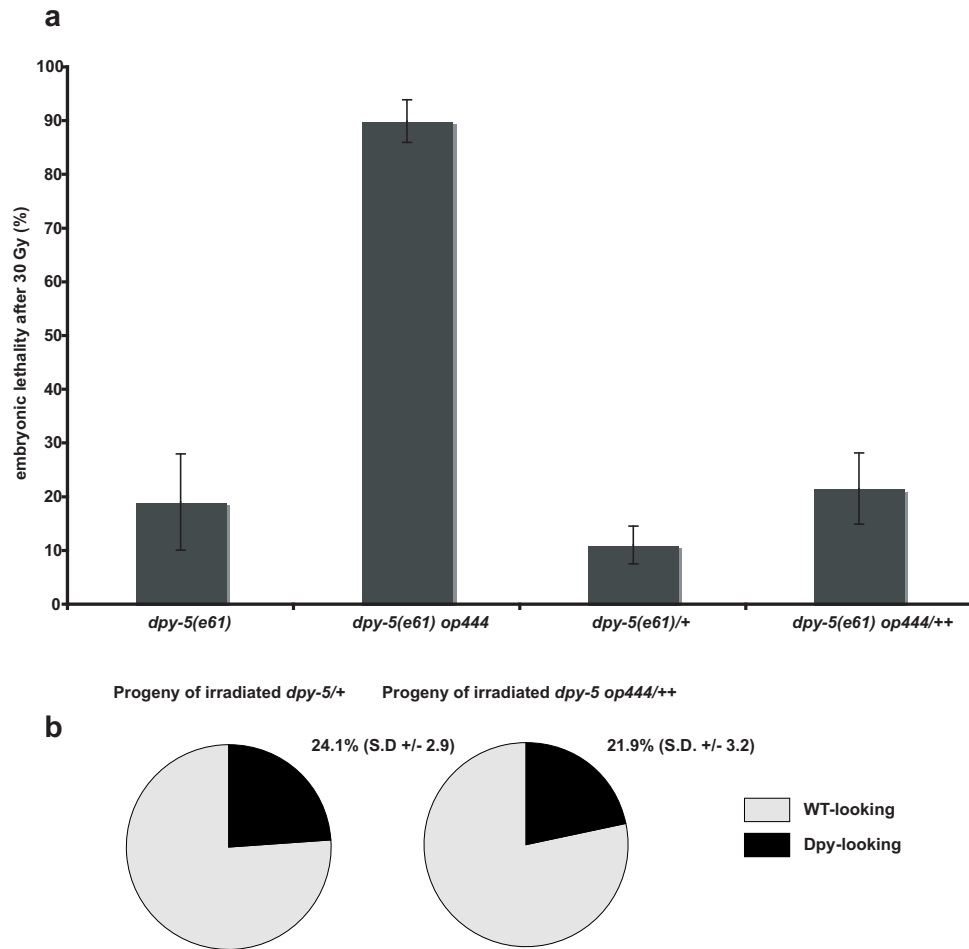 a
embryonic lethality after 30 Gy (%)
100
90
80
70
60
50
40
30
20
10
0
dpy-5(e61)
dpy-5(e61) op444
dpy-5(e61)/+
dpy-5(e61) op444/++
Progeny of irradiated dpy-5/+
Progeny of irradiated dpy-5 op444/++
b
24.1% (S.D +/- 2.9)
21.9% (S.D. +/- 3.2)
WT-looking
Dpy-looking